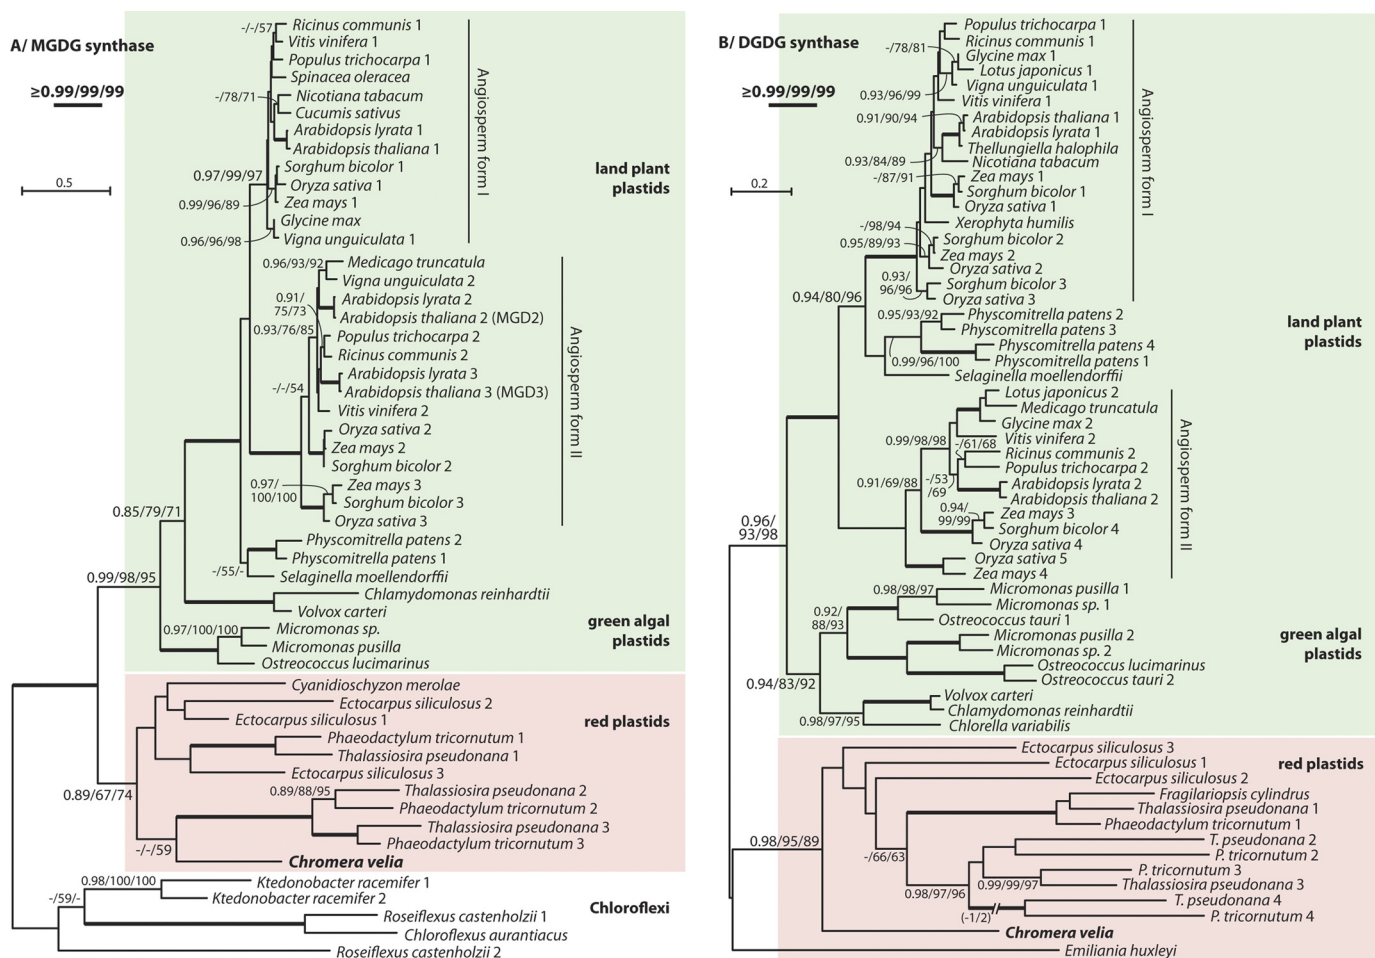 A/ MGDG synthase
≥0.99/99/99
0.5
-/-/57
Ricinus communis 1
Vitis vinifera 1
Populus trichocarpa 1
Spinacea oleracea
-/78/71
Nicotiana tabacum
Cucumis sativus
Arabidopsis lyrata 1
Arabidopsis thaliana 1
0.97/99/97
Sorghum bicolor 1
Oryza sativa 1
0.99/96/89
Zea mays 1
Glycine max
0.96/96/98
Vigna unguiculata 1
Angiosperm form I
land plant
plastids
0.96/93/92
Medicago truncatula
Vigna unguiculata 2
0.91/
75/73
Arabidopsis lyrata 2
Arabidopsis thaliana 2 (MGD2)
0.93/76/85
Populus trichocarpa 2
Ricinus communis 2
Arabidopsis lyrata 3
-/-/54
Arabidopsis thaliana 3 (MGD3)
Vitis vinifera 2
Oryza sativa 2
Zea mays 2
Sorghum bicolor 2
0.97/
100/100
Zea mays 3
Sorghum bicolor 3
Oryza sativa 3
Angiosperm form II
0.85/79/71
Physcomitrella patens 2
Physcomitrella patens 1
-/55/-
Selaginella moellendorffii
0.99/98/95
Chlamydomonas reinhardtii
Volvox carteri
0.97/100/100
Micromonas sp.
Micromonas pusilla
Ostreococcus lucimarinus
green algal
plastids
Cyanidioschyzon merolae
Ectocarpus siliculosus 2
Ectocarpus siliculosus 1
red plastids
Phaeodactylum tricornutum 1
Thalassiosira pseudonana 1
Ectocarpus siliculosus 3
0.89/67/74
0.89/88/95
Thalassiosira pseudonana 2
Phaeodactylum tricornutum 2
Thalassiosira pseudonana 3
Phaeodactylum tricornutum 3
-/-/59
Chromera velia
0.98/100/100
Ktedonobacter racemifer 1
Ktedonobacter racemifer 2
-/59/-
Chloroflexi
Roseiflexus castenholzii 1
Chloroflexus aurantiacus
Roseiflexus castenholzii 2
B/ DGDG synthase
≥0.99/99/99
0.2
Populus trichocarpa 1
Ricinus communis 1
-/78/81
Glycine max 1
Lotus japonicus 1
Vigna unguiculata 1
0.93/96/99
Vitis vinifera 1
0.91/90/94
Arabidopsis thaliana 1
Arabidopsis lyrata 1
Thellungiella halophila
0.93/84/89
Nicotiana tabacum
-/87/91
Zea mays 1
Sorghum bicolor 1
Oryza sativa 1
Xerophyta humilis
-/98/94
Sorghum bicolor 2
0.95/89/93
Zea mays 2
Oryza sativa 2
0.93/
96/96
Sorghum bicolor 3
Oryza sativa 3
Angiosperm form I
0.94/80/96
0.95/93/92
Physcomitrella patens 2
Physcomitrella patens 3
Physcomitrella patens 4
0.99/96/100
Physcomitrella patens 1
Selaginella moellendorffii
land plant
plastids
Lotus japonicus 2
Medicago truncatula
Glycine max 2
0.99/98/98
Vitis vinifera 2
-/61/68
Ricinus communis 2
Populus trichocarpa 2
0.91/69/88
-/53
/69
Arabidopsis lyrata 2
Arabidopsis thaliana 2
0.94/
99/99
Zea mays 3
Sorghum bicolor 4
Oryza sativa 4
Oryza sativa 5
Zea mays 4
Angiosperm form II
0.96/
93/98
0.98/98/97
Micromonas pusilla 1
Micromonas sp. 1
0.92/
88/93
Ostreococcus tauri 1
Micromonas pusilla 2
Micromonas sp. 2
Ostreococcus lucimarinus
Ostreococcus tauri 2
green algal
plastids
0.94/83/92
Volvox carteri
Chlamydomonas reinhardtii
0.98/97/95
Chlorella variabilis
Ectocarpus siliculosus 3
Ectocarpus siliculosus 1
red plastids
Ectocarpus siliculosus 2
Fragilariopsis cylindrus
Thalassiosira pseudonana 1
Phaeodactylum tricornutum 1
0.98/95/89
T. pseudonana 2
-/66/63
P. tricornutum 2
P. tricornutum 3
0.98/97/96
0.99/99/97
Thalassiosira pseudonana 3
T. pseudonana 4
(-1/2)
P. tricornutum 4
Chromera velia
Emiliania huxleyi